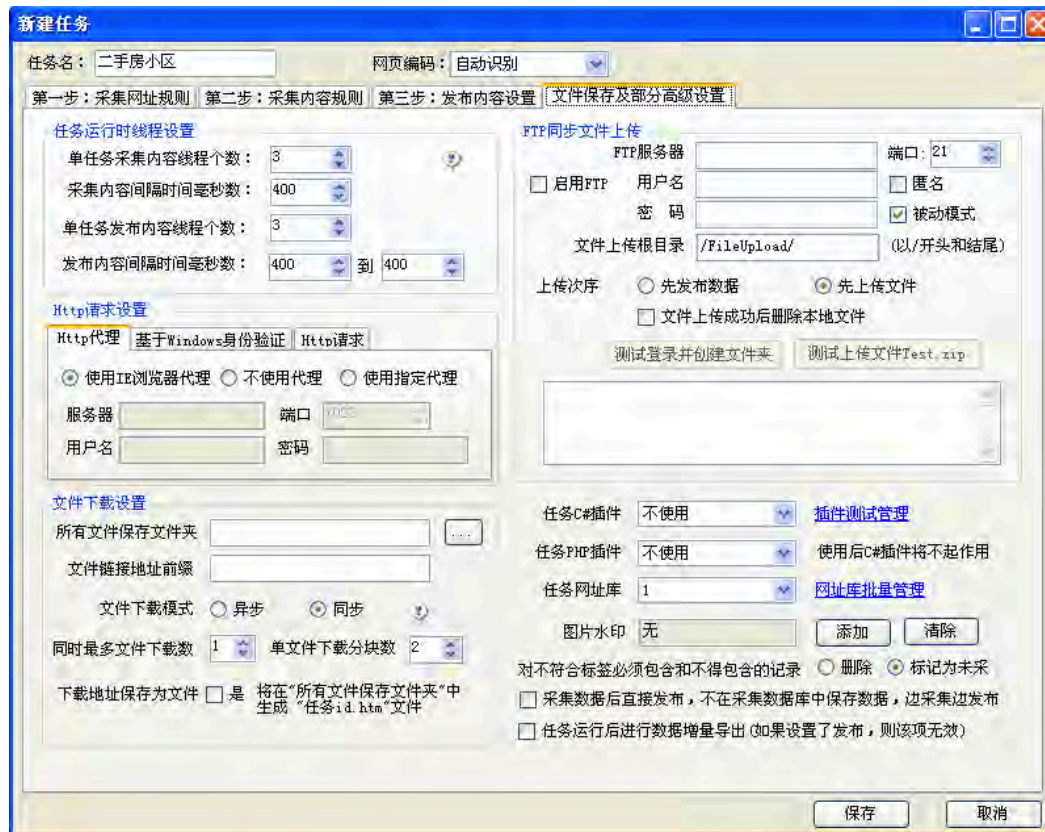 新建任务
任务名： 二手房小区 网页编码： 自动识别
第一步：采集网址规则 第二步：采集内容规则 第三步：发布内容设置 文件保存及部分高级设置
任务运行时线程设置
单任务采集内容线程个数： 3
采集内容间隔时间毫秒数： 400
单任务发布内容线程个数： 3
发布内容间隔时间毫秒数： 400 到 400
Http请求设置
Http代理 基于Windows身份验证 Http请求
使用IE浏览器代理 不使用代理 使用指定代理
服务器 端口
用户名 密码
文件下载设置
所有文件保存文件夹 ...
文件链接地址前缀
文件下载模式 异步 同步
同时最多文件下载数 1 单文件下载分块数 2
下载地址保存为文件 是 将在"所有文件保存文件夹"中
生成 "任务id.htm"文件
FTP同步文件上传
FTP服务器 端口: 21
启用FTP 用户名 匿名
密 码 被动模式
文件上传根目录 /FileUpload/ (以/开头和结尾)
上传次序 先发布数据 先上传文件
文件上传成功后删除本地文件
测试登录并创建文件夹 测试上传文件Test.zip
任务C#插件 不使用 插件测试管理
任务PHP插件 不使用 使用后C#插件将不起作用
任务网址库 1 网址库批量管理
图片水印 无 添加 清除
对不符合标签必须包含和不得包含的记录 删除 标记为未采
采集数据后直接发布，不在采集数据库中保存数据，边采集边发布
任务运行后进行数据增量导出(如果设置了发布，则该项无效)
保存 取消